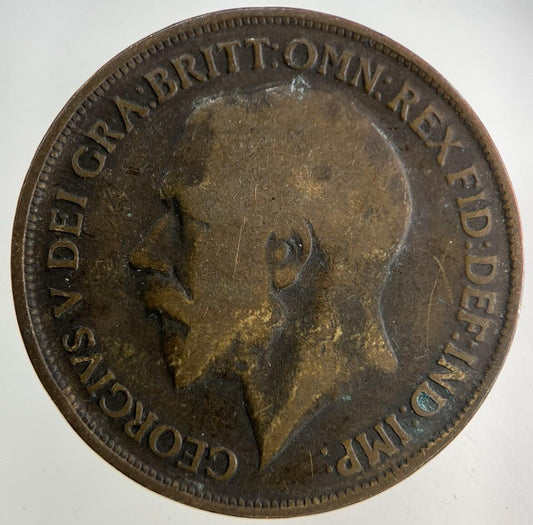 GEORGIVS V DEI GRA:BRITT:OMN:REX FID:DEF:IND:IMP: